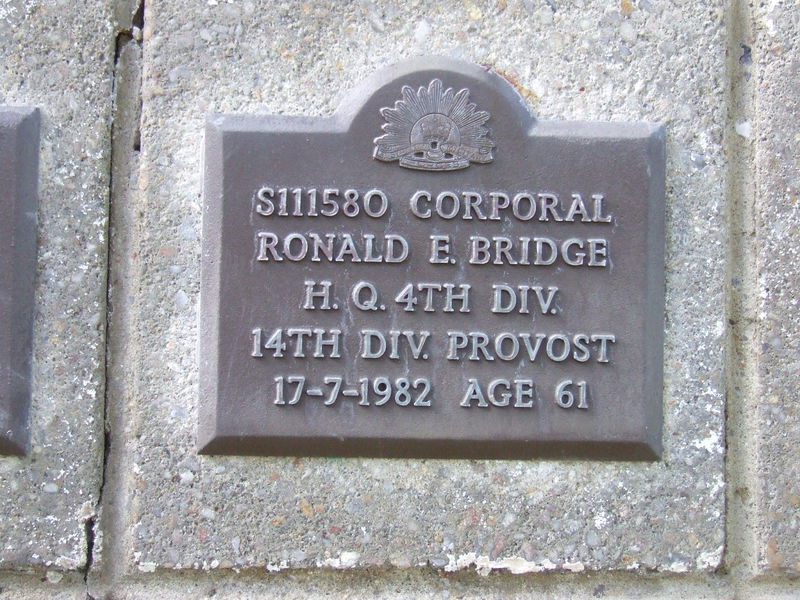 S111580 CORPORAL
RONALD E. BRIDGE
H. Q. 4TH DIV.
14TH DIV. PROVOST
17-7-1982 AGE 61